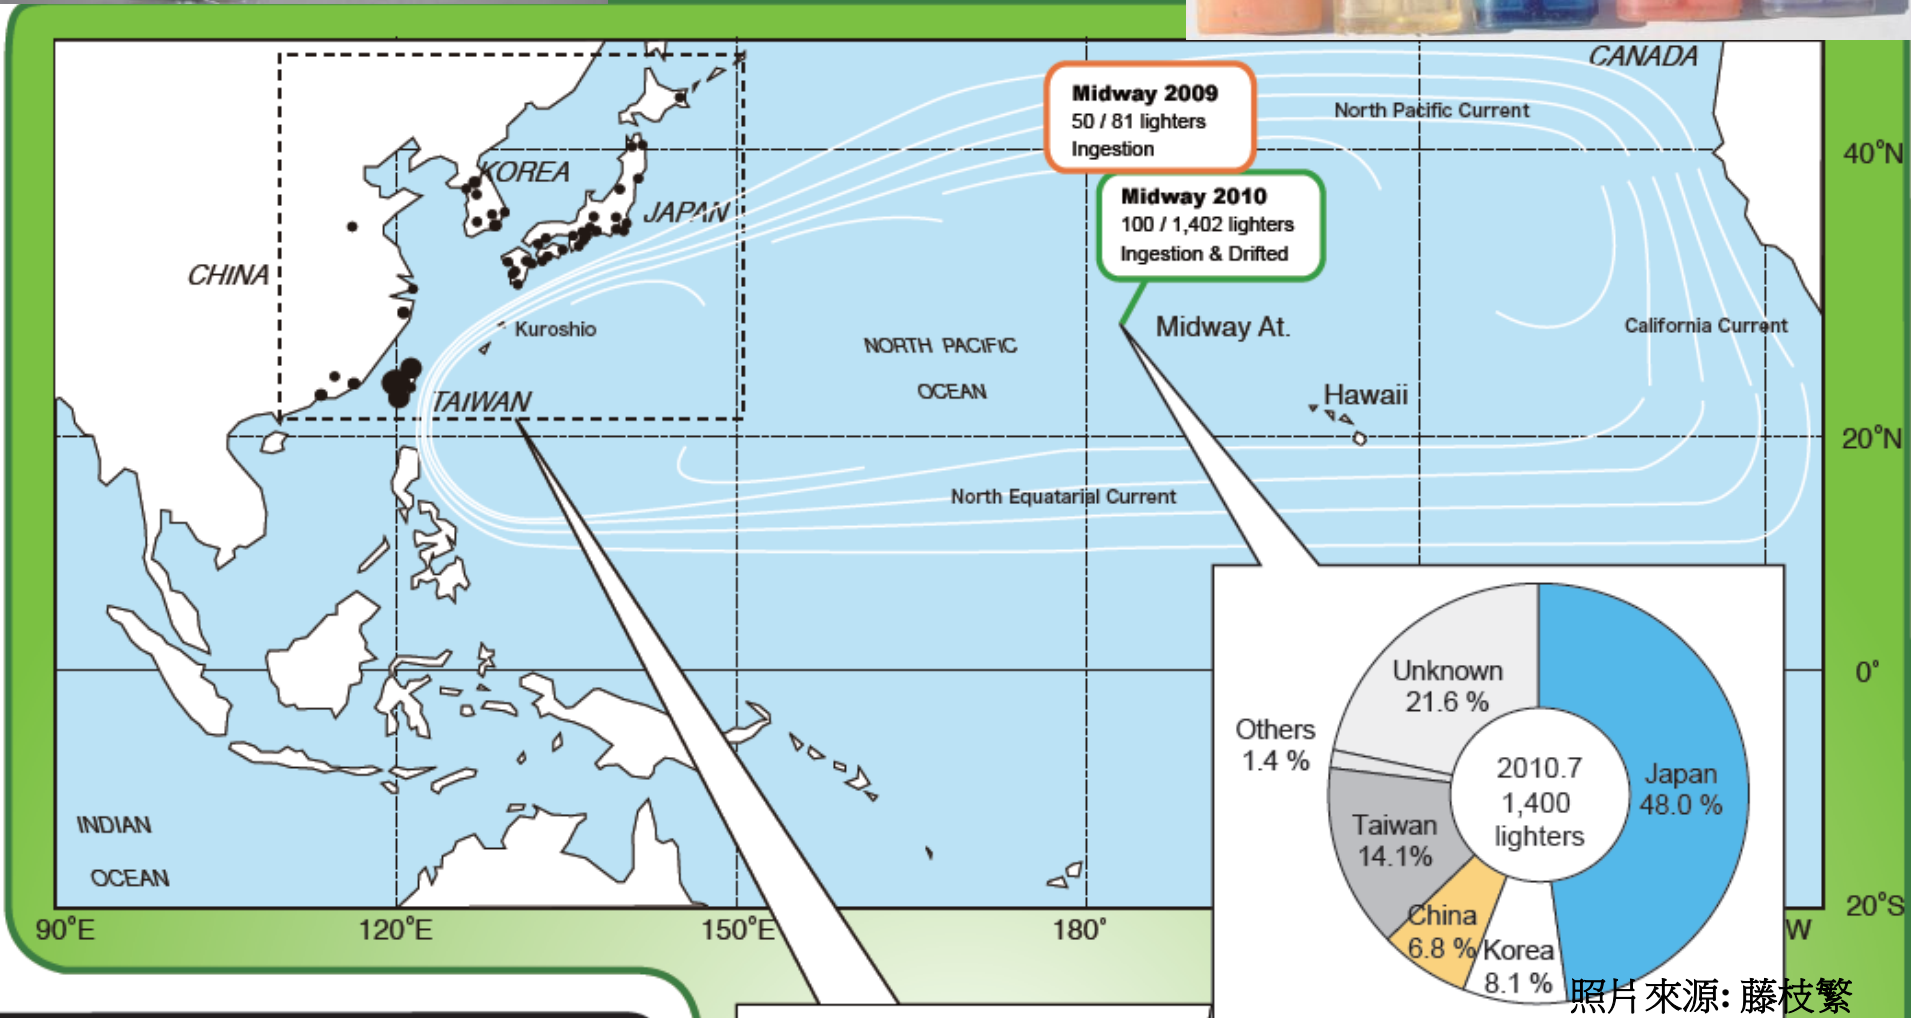 CANADA
Midway 2009
50 / 81 lighters
Ingestion
North Pacific Current
40°N
KOREA
Midway 2010
100 / 1,402 lighters
Ingestion & Drifted
JAPAN
CHINA
Kuroshio
Midway At.
California Current
NORTH PACIFIC
OCEAN
Hawaii
TAIWAN
20°N
North Equatarial Current
0°
Unknown
21.6 %
Others
1.4 %
2010.7
1,400
lighters
Japan
48.0 %
Taiwan
14.1%
China
6.8 %
Korea
8.1 %
INDIAN
OCEAN
20°S
90°E
120°E
150°E
180°
W
照片來源: 藤枝繁